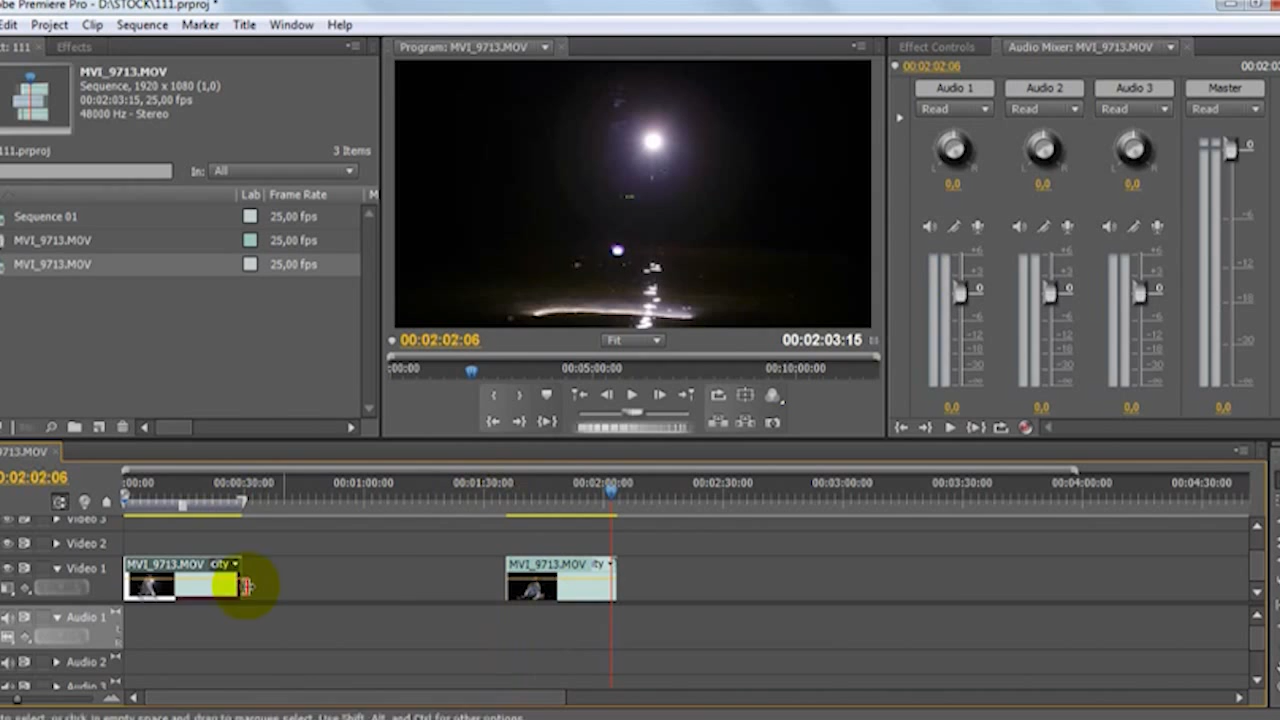 obe Premiere Pro - D:\STOCK\111.prproj *
Edit Project Clip Sequence Marker Title Window Help
ct: 111 Effects
MVI_9713.MOV
Sequence, 1920 x 1080 (1,0)
00:02:03:15, 25,00 fps
48000 Hz - Stereo
111.prproj 3 Items
In: All
Lab Frame Rate M
Sequence 01 25,00 fps
MVI_9713.MOV 25,00 fps
MVI_9713.MOV 25,00 fps
Program: MVI_9713.MOV
00:02:02:06 Fit 00:02:03:15
:00:00 00:05:00:00 00:10:00:00
Effect Controls Audio Mixer: MVI_9713.MOV
00:02:02:06 00:02:03
Audio 1 Audio 2 Audio 3 Master
Read Read Read Read
L R L R L R
0,0 0,0 0,0
+6 +6 +6 0
+3 +3 +3
0 0 0 -6
-6 -6 -6
-12 -12 -12 -12
-18 -18 -18 -18
-30 -30 -30 -30
-∞ -∞ -∞ -∞
0,0 0,0 0,0 0,0
9713.MOV
0:02:02:06
:00:00 00:00:30:00 00:01:00:00 00:01:30:00 00:02:00:00 00:02:30:00 00:03:00:00 00:03:30:00 00:04:00:00 00:04:30:00
Video 3
Video 2
Video 1
MVI_9713.MOV city MVI_9713.MOV ity
Audio 1
Audio 2
Audio 3
to select, or click in empty space and drag to marquee select. Use Shift, Alt, and Ctrl for other options.